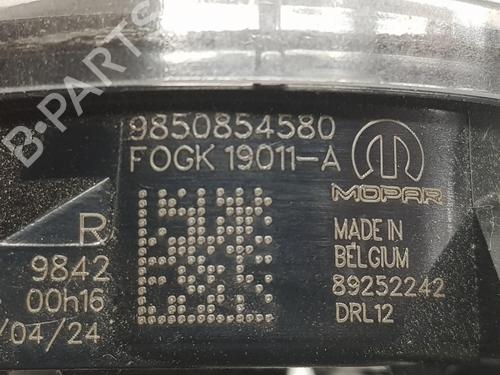 B-PARTS
9850854580
FOGK 19011-A
MOPAR
R
9842
00h16
/04/24
MADE IN
BELGIUM
89252242
DRL12